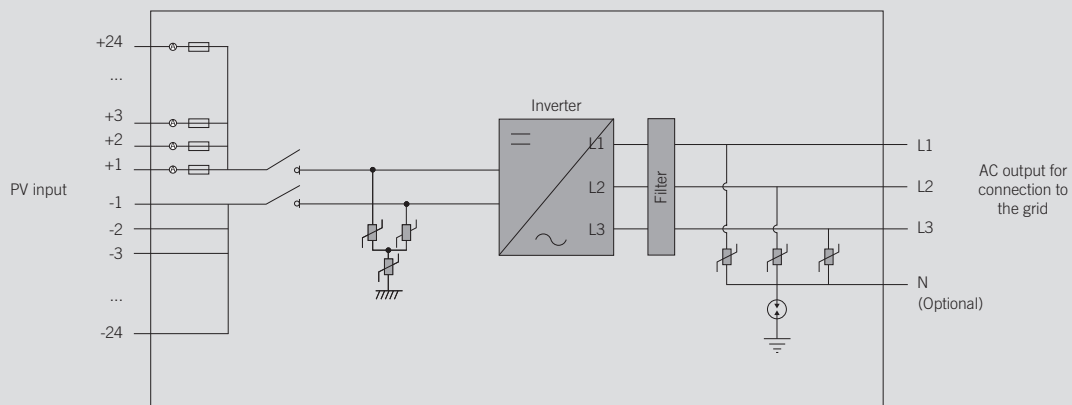 +24
...
+3
+2
+1
PV input
-1
-2
-3
...
-24
Inverter
L1
L2
L3
Filter
L1
L2
L3
N
(Optional)
AC output for
connection to
the grid